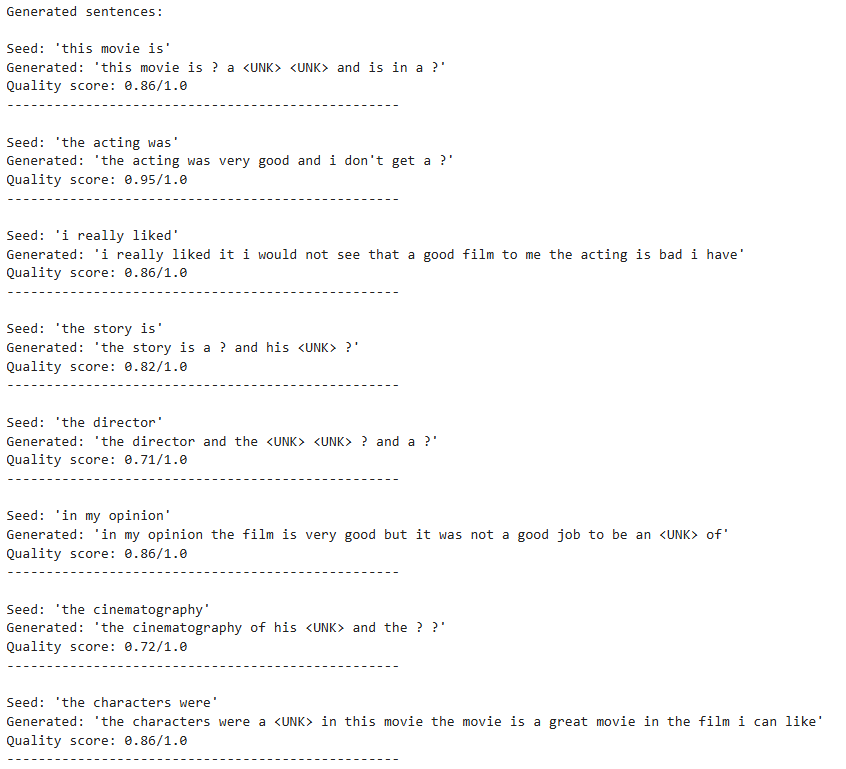 Generated sentences:
Seed: 'this movie is'
Generated: 'this movie is ? a <UNK> <UNK> and is in a ?'
Quality score: 0.86/1.0
--------------------------------------------------
Seed: 'the acting was'
Generated: 'the acting was very good and i don't get a ?'
Quality score: 0.95/1.0
--------------------------------------------------
Seed: 'i really liked'
Generated: 'i really liked it i would not see that a good film to me the acting is bad i have'
Quality score: 0.86/1.0
--------------------------------------------------
Seed: 'the story is'
Generated: 'the story is a ? and his <UNK> ?'
Quality score: 0.82/1.0
--------------------------------------------------
Seed: 'the director'
Generated: 'the director and the <UNK> <UNK> ? and a ?'
Quality score: 0.71/1.0
--------------------------------------------------
Seed: 'in my opinion'
Generated: 'in my opinion the film is very good but it was not a good job to be an <UNK> of'
Quality score: 0.86/1.0
--------------------------------------------------
Seed: 'the cinematography'
Generated: 'the cinematography of his <UNK> and the ? ?'
Quality score: 0.72/1.0
--------------------------------------------------
Seed: 'the characters were'
Generated: 'the characters were a <UNK> in this movie the movie is a great movie in the film i can like'
Quality score: 0.86/1.0
--------------------------------------------------